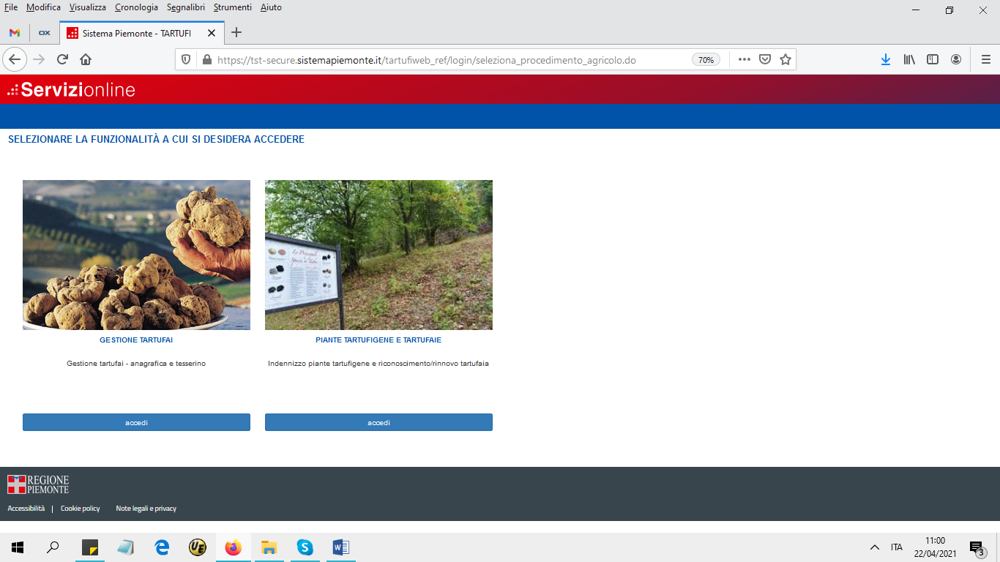 File Modifica Visualizza Cronologia Segnalibri Strumenti Aiuto
OX Sistema Piemonte - TARTUFI
https://tst-secure.sistemapiemonte.it/tartufiweb_ref/login/seleziona_procedimento_agricolo.do 70%
Servizionline
SELEZIONARE LA FUNZIONALITÀ A CUI SI DESIDERA ACCEDERE
GESTIONE TARTUFAI
Gestione tartufai - anagrafica e tesserino
accedi
PIANTE TARTUFIGENE E TARTUFAIE
Indennizzo piante tartufigene e riconoscimento/rinnovo tartufaia
accedi
REGIONE
PIEMONTE
Accessibilità | Cookie policy Note legali e privacy
UE
ITA
11:00
22/04/2021
3